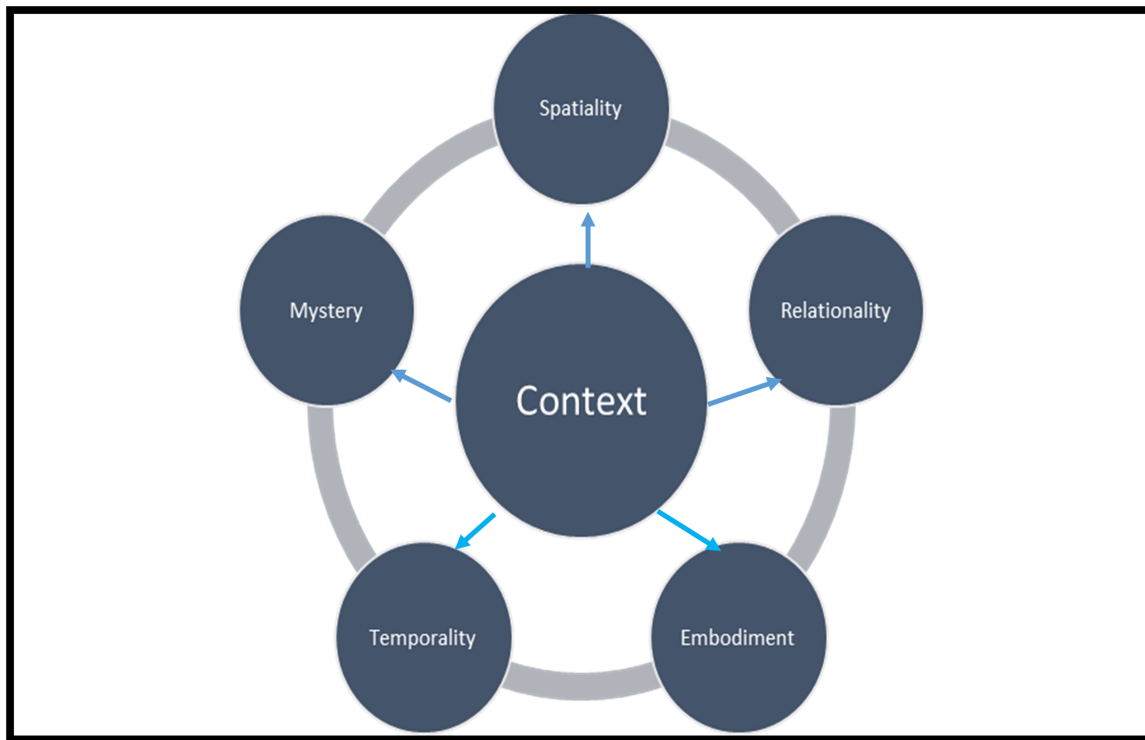 Spatiality
Mystery
Relationality
Context
Temporality
Embodiment